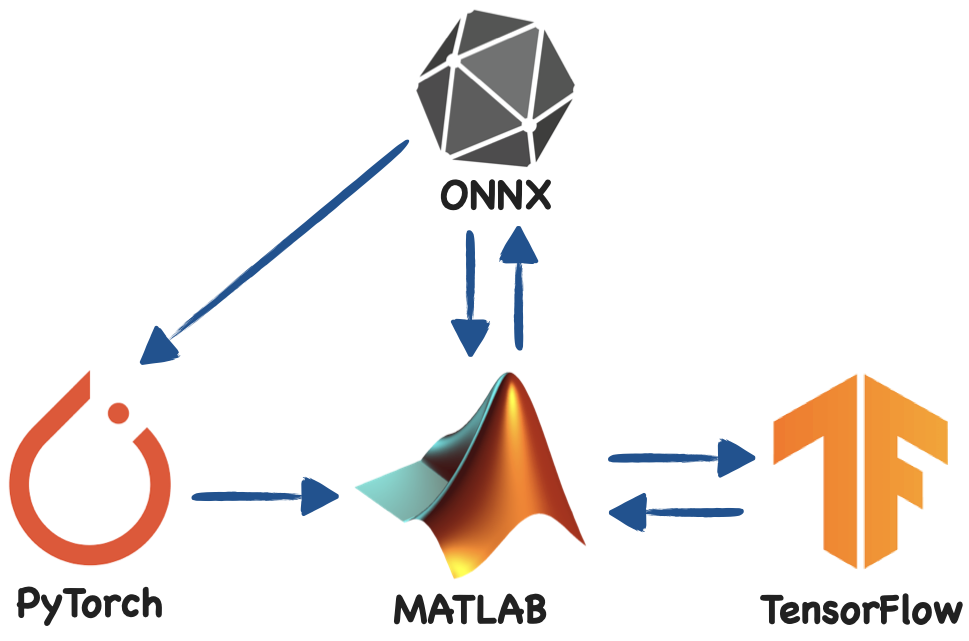 ONNX
PyTorch
MATLAB
TensorFlow